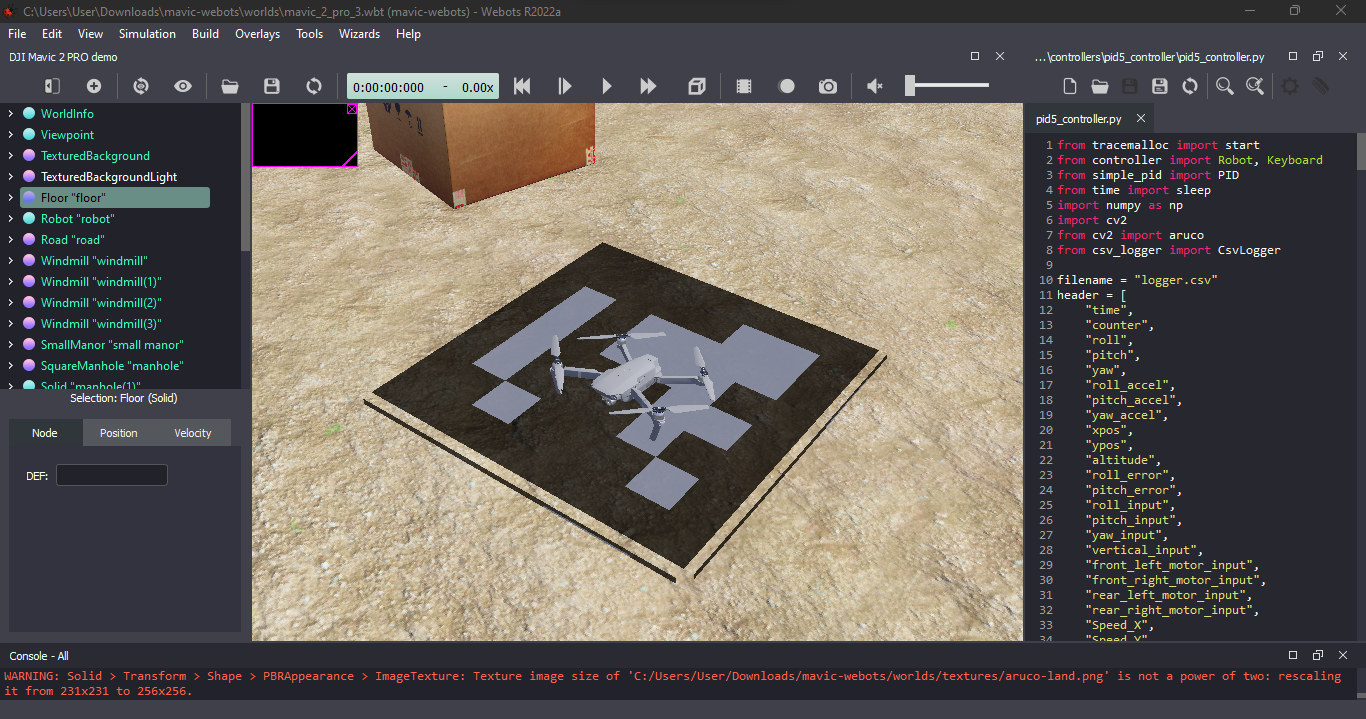 C:\Users\User\Downloads\mavic-webots\worlds\mavic_2_pro_3.wbt (mavic-webots) - Webots R2022a
File Edit View Simulation Build Overlays Tools Wizards Help
DJI Mavic 2 PRO demo
...\controllers\pid5_controller\pid5_controller.py
0:00:00:000 - 0.00x
WorldInfo
Viewpoint
TexturedBackground
TexturedBackgroundLight
Floor "floor"
Robot "robot"
Road "road"
Windmill "windmill"
Windmill "windmill(1)"
Windmill "windmill(2)"
Windmill "windmill(3)"
SmallManor "small manor"
SquareManhole "manhole"
Solid "manhole(1)"
Selection: Floor (Solid)
Node Position Velocity
DEF:
pid5_controller.py
1 from tracemalloc import start
2 from controller import Robot, Keyboard
3 from simple_pid import PID
4 from time import sleep
5 import numpy as np
6 import cv2
7 from cv2 import aruco
8 from csv_logger import CsvLogger
9
10 filename = "logger.csv"
11 header = [
12 "time",
13 "counter",
14 "roll",
15 "pitch",
16 "yaw",
17 "roll_accel",
18 "pitch_accel",
19 "yaw_accel",
20 "xpos",
21 "ypos",
22 "altitude",
23 "roll_error",
24 "pitch_error",
25 "roll_input",
26 "pitch_input",
27 "yaw_input",
28 "vertical_input",
29 "front_left_motor_input",
30 "front_right_motor_input",
31 "rear_left_motor_input",
32 "rear_right_motor_input",
33 "Speed_X",
34 "Speed_Y"
Console - All
WARNING: Solid > Transform > Shape > PBRAppearance > ImageTexture: Texture image size of 'C:/Users/User/Downloads/mavic-webots/worlds/textures/aruco-land.png' is not a power of two: rescaling
it from 231x231 to 256x256.